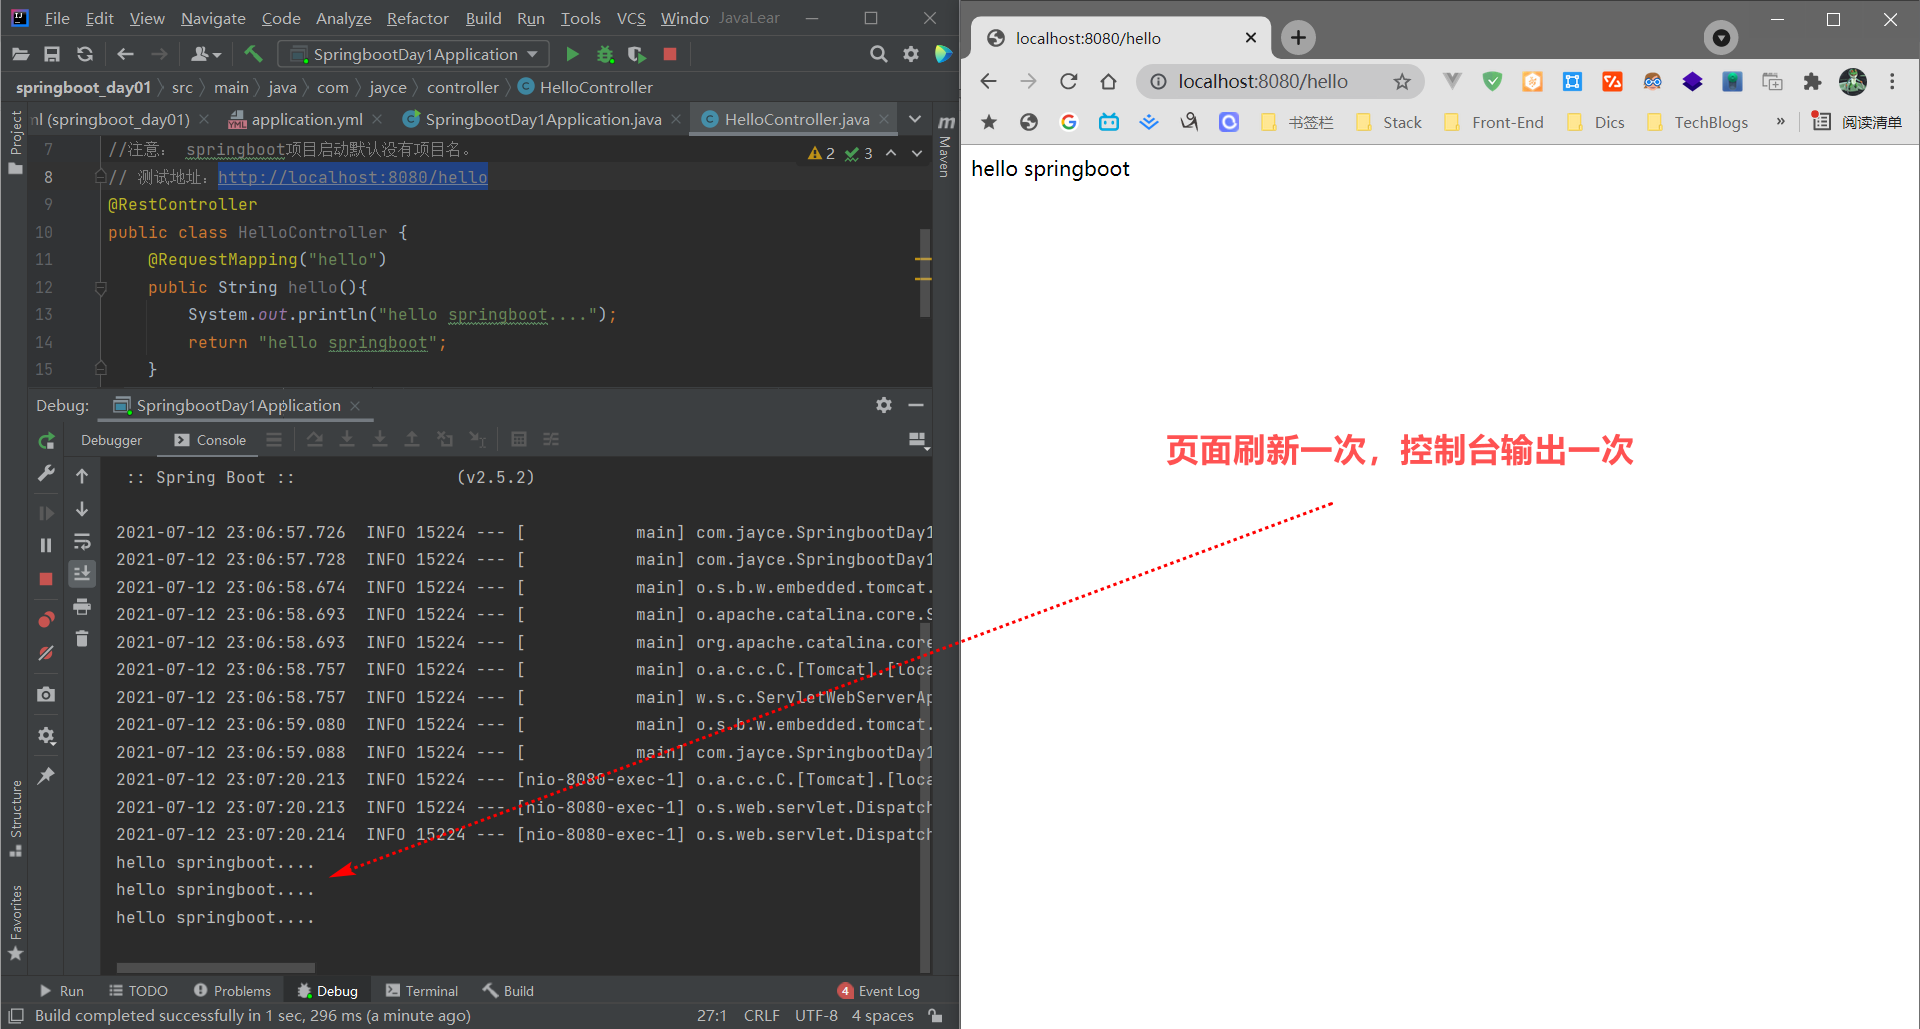 File Edit View Navigate Code Analyze Refactor Build Run Tools VCS Windo JavaLear
SpringbootDay1Application
springboot_day01 src main java com jayce controller HelloController
ml (springboot_day01) application.yml SpringbootDay1Application.java HelloController.java
Project
Maven
2 3
7 //注意： springboot项目启动默认没有项目名。
8 // 测试地址：http://localhost:8080/hello
9 @RestController
10 public class HelloController {
11 @RequestMapping("hello")
12 public String hello(){
13 System.out.println("hello springboot....");
14 return "hello springboot";
15 }
Debug: SpringbootDay1Application
Debugger Console
:: Spring Boot :: (v2.5.2)
2021-07-12 23:06:57.726 INFO 15224 --- [ main] com.jayce.SpringbootDay1
2021-07-12 23:06:57.728 INFO 15224 --- [ main] com.jayce.SpringbootDay1
2021-07-12 23:06:58.674 INFO 15224 --- [ main] o.s.b.w.embedded.tomcat.
2021-07-12 23:06:58.693 INFO 15224 --- [ main] o.apache.catalina.core.S
2021-07-12 23:06:58.693 INFO 15224 --- [ main] org.apache.catalina.core
2021-07-12 23:06:58.757 INFO 15224 --- [ main] o.a.c.c.C.[Tomcat].[loca
2021-07-12 23:06:58.757 INFO 15224 --- [ main] w.s.c.ServletWebServerAp
2021-07-12 23:06:59.080 INFO 15224 --- [ main] o.s.b.w.embedded.tomcat.
2021-07-12 23:06:59.088 INFO 15224 --- [ main] com.jayce.SpringbootDay1
2021-07-12 23:07:20.213 INFO 15224 --- [nio-8080-exec-1] o.a.c.c.C.[Tomcat].[loca
2021-07-12 23:07:20.213 INFO 15224 --- [nio-8080-exec-1] o.s.web.servlet.Dispatch
2021-07-12 23:07:20.214 INFO 15224 --- [nio-8080-exec-1] o.s.web.servlet.Dispatch
hello springboot....
hello springboot....
hello springboot....
Structure
Favorites
Run TODO Problems Debug Terminal Build 4 Event Log
Build completed successfully in 1 sec, 296 ms (a minute ago) 27:1 CRLF UTF-8 4 spaces
localhost:8080/hello
localhost:8080/hello
书签栏 Stack Front-End Dics TechBlogs » 阅读清单
hello springboot
页面刷新一次，控制台输出一次